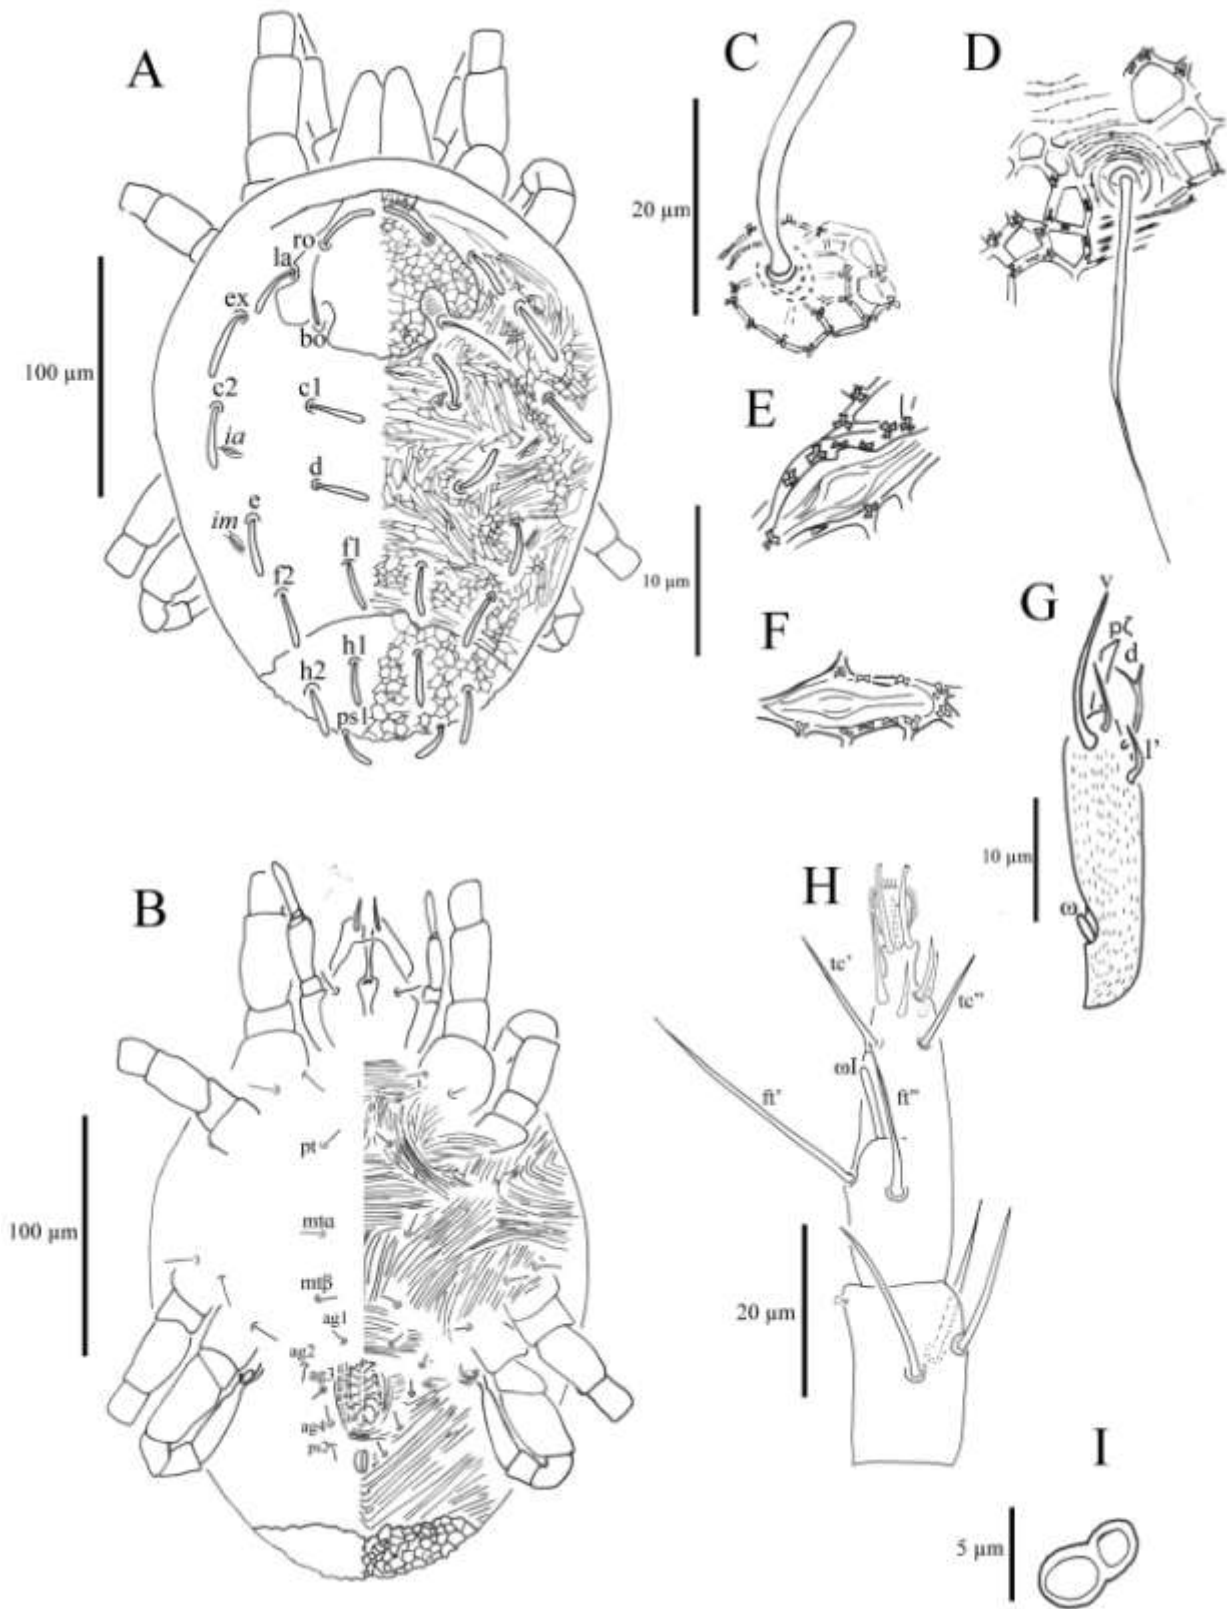 A
ro
la
ex
bo
c2
c1
ia
d
e
im
f1
f2
h1
h2
ps1
100 µm
C
20 µm
D
E
10 µm
F
G
v
pζ
d
l’
ω
10 µm
B
pt
mtα
mtβ
ag1
ag2
ag3
ag4
ps2
100 µm
H
tc’
tc”
ωI
ft’
ft”
20 µm
I
5 µm